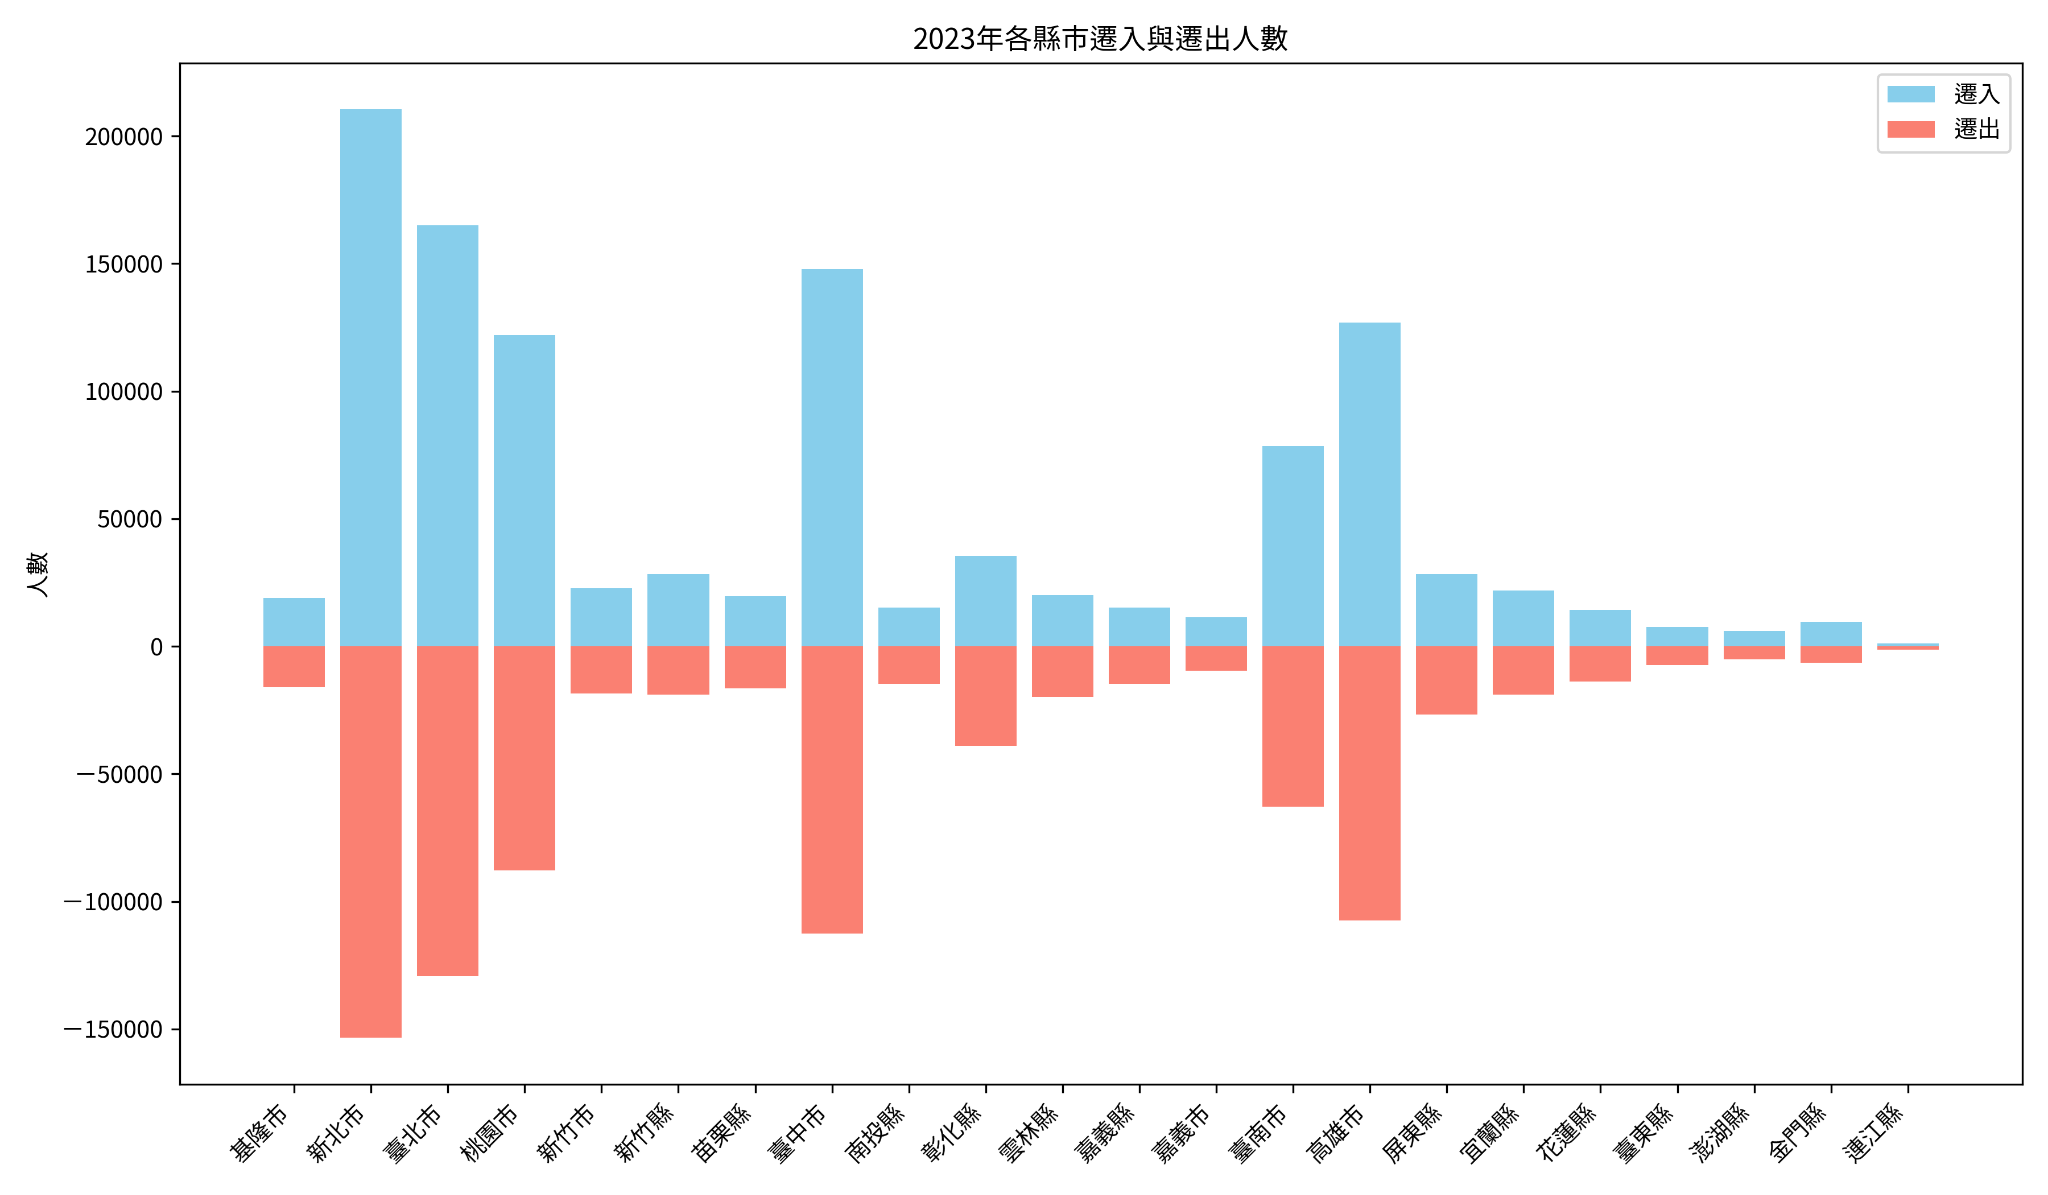 2023年各縣市遷入與遷出人數
遷入
遷出
人數
200000
150000
100000
50000
0
−50000
−100000
−150000
基隆市
新北市
臺北市
桃園市
新竹市
新竹縣
苗栗縣
臺中市
南投縣
彰化縣
雲林縣
嘉義縣
嘉義市
臺南市
高雄市
屏東縣
宜蘭縣
花蓮縣
臺東縣
澎湖縣
金門縣
連江縣